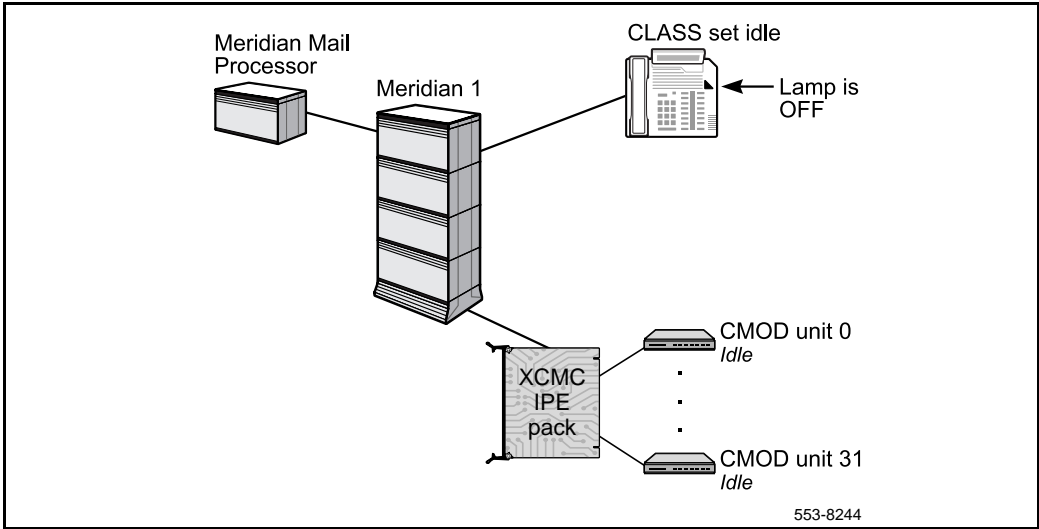 Meridian Mail
Processor
Meridian 1
CLASS set idle
Lamp is
OFF
XCMC
IPE
pack
CMOD unit 0
Idle
CMOD unit 31
Idle
553-8244